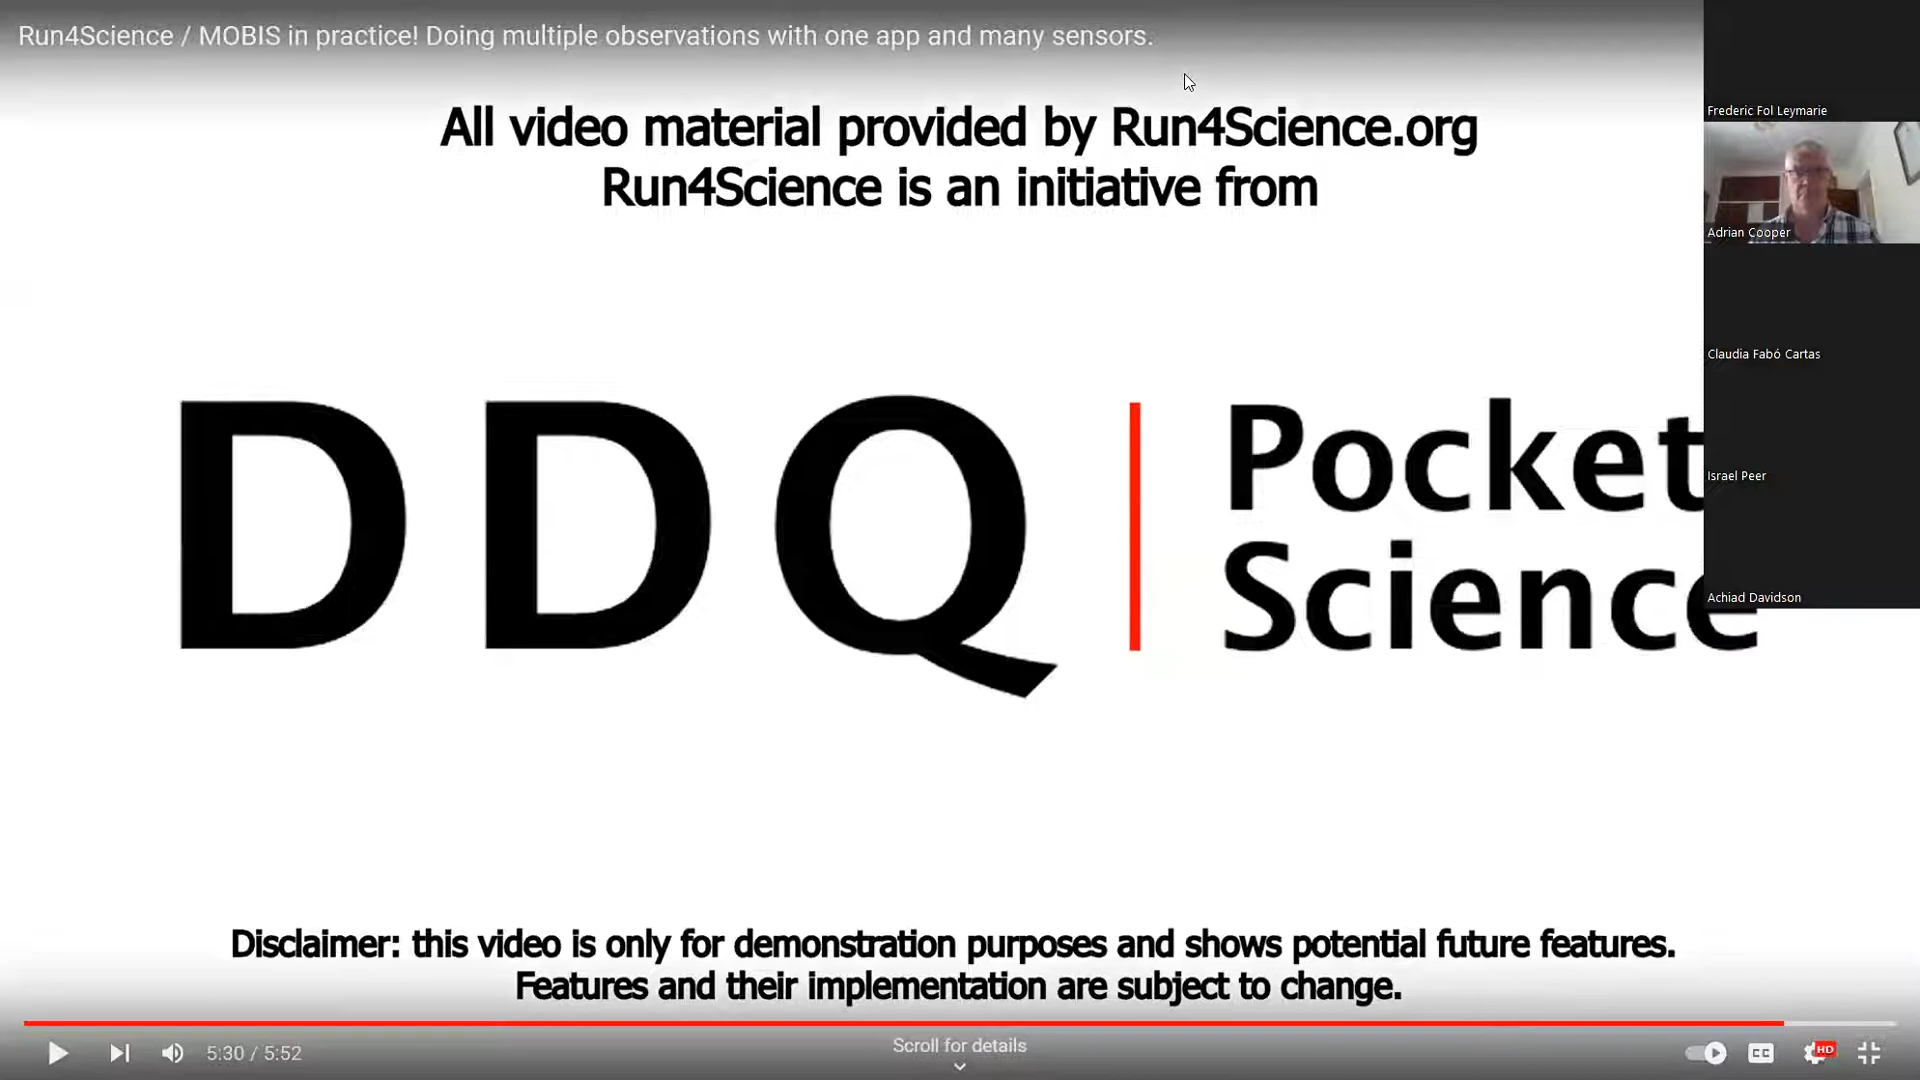 Run4Science / MOBIS in practice! Doing multiple observations with one app and many sensors.
All video material provided by Run4Science.org
Run4Science is an initiative from
DDQ
Pocket
Science
Disclaimer: this video is only for demonstration purposes and shows potential future features.
Features and their implementation are subject to change.
Frederic Fol Leymarie
Adrian Cooper
Claudia Fabó Cartas
Israel Peer
Achiad Davidson
5:30 / 5:52
Scroll for details
CC
HD